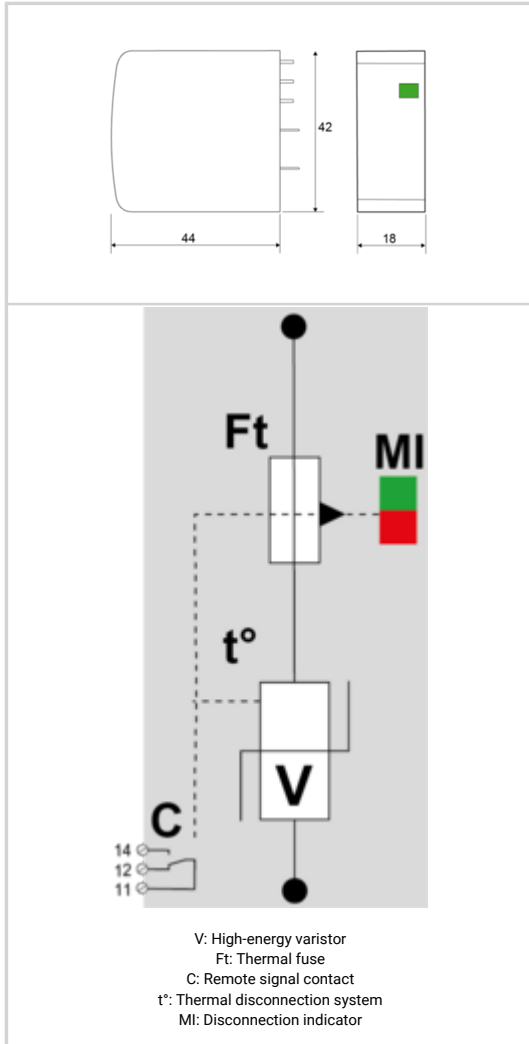 42
44
18
Ft
MI
t°
V
C
14
12
11
V: High-energy varistor
Ft: Thermal fuse
C: Remote signal contact
t°: Thermal disconnection system
MI: Disconnection indicator